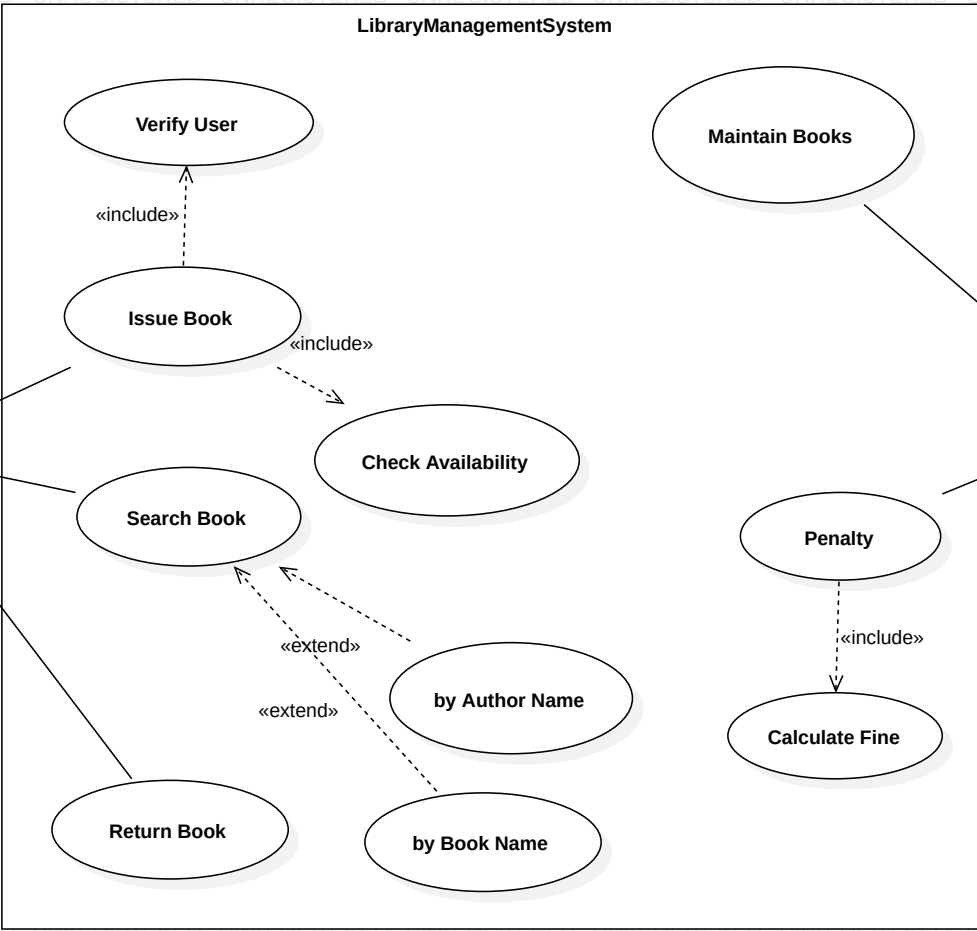 LibraryManagementSystem
Verify User
Maintain Books
«include»
Issue Book
«include»
Check Availability
Search Book
Penalty
«include»
«extend»
by Author Name
«extend»
Calculate Fine
Return Book
by Book Name